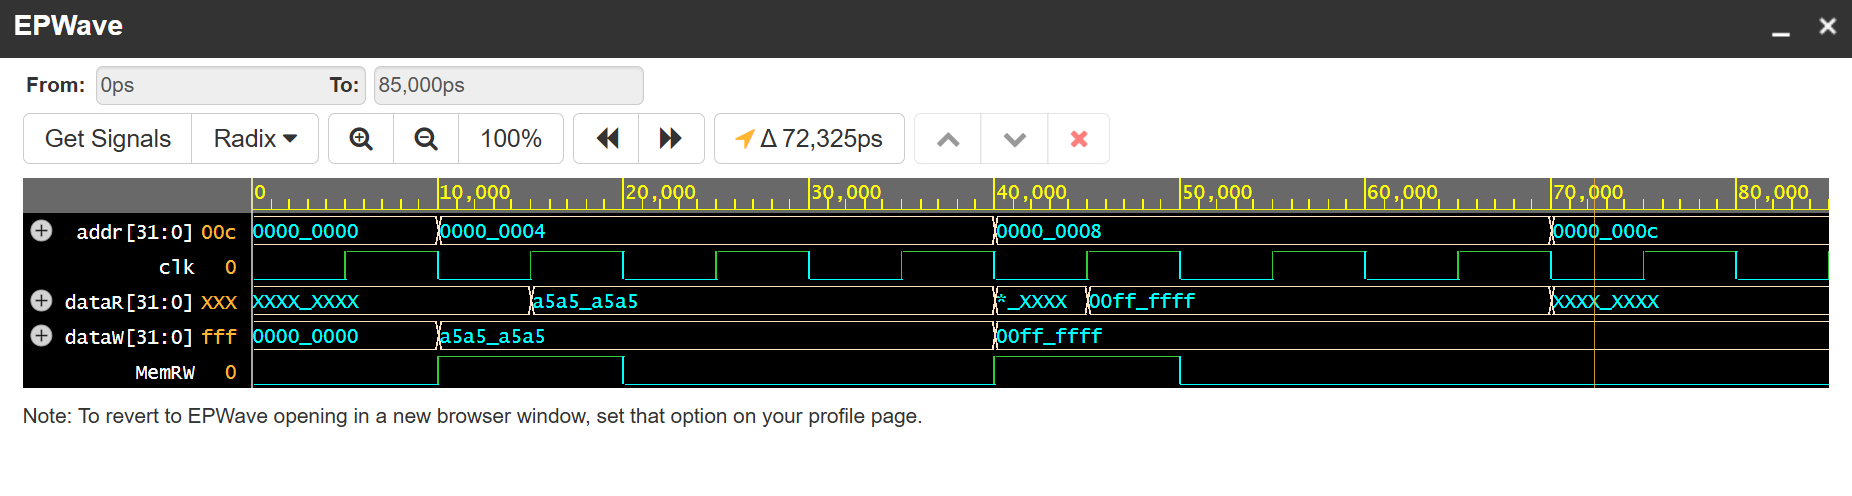 EPWave
From: 0ps To: 85,000ps
Get Signals Radix 100% Δ 72,325ps
0 10,000 20,000 30,000 40,000 50,000 60,000 70,000 80,000
addr[31:0] 00c 0000_0000 0000_0004 0000_0008 0000_000c
clk 0
dataR[31:0] XXX XXXX_XXXX a5a5_a5a5 *_XXXX 00ff_ffff XXXX_XXXX
dataW[31:0] fff 0000_0000 a5a5_a5a5 00ff_ffff
MemRW 0
Note: To revert to EPWave opening in a new browser window, set that option on your profile page.